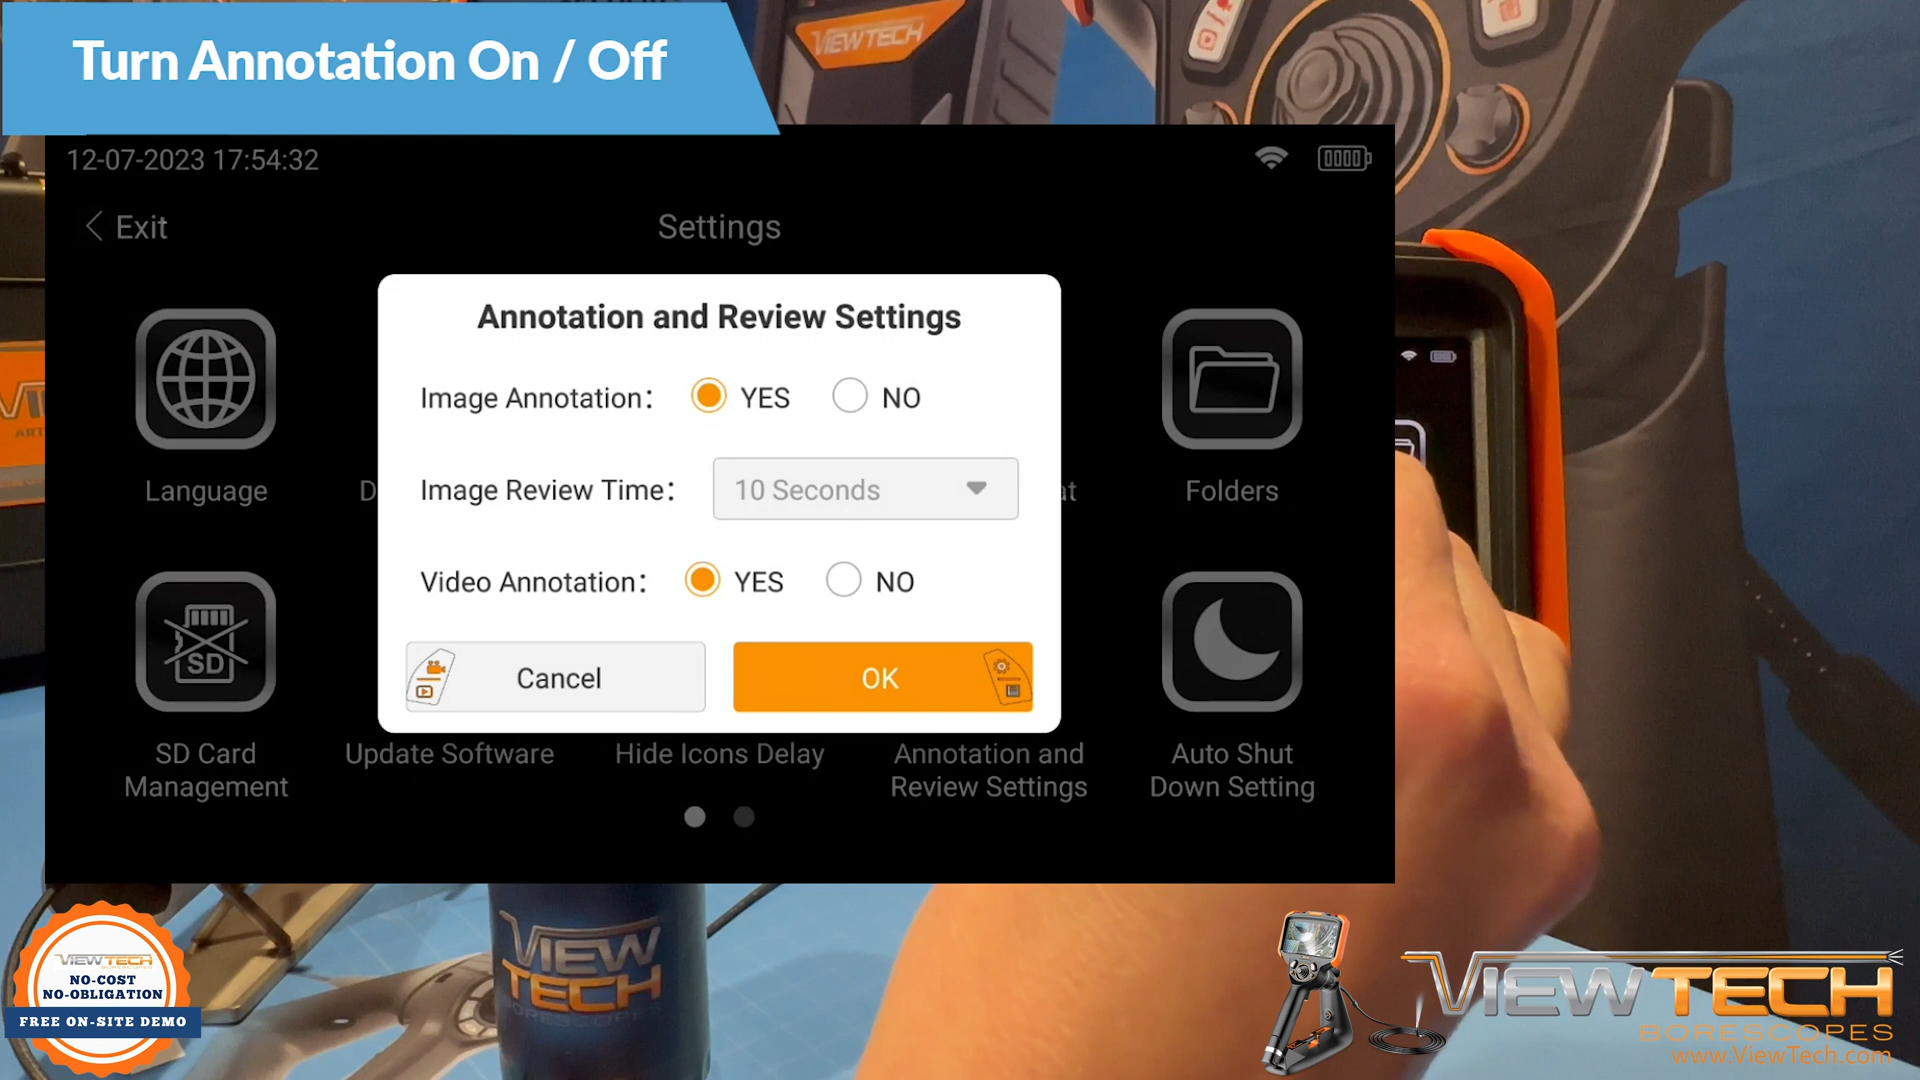 Turn Annotation On / Off
VIEWTECH
12-07-2023 17:54:32
Exit
Settings
Annotation and Review Settings
Image Annotation: YES NO
Image Review Time: 10 Seconds
Video Annotation: YES NO
Cancel
OK
Language
Folders
SD
SD Card
Management
Update Software
Hide Icons Delay
Annotation and
Review Settings
Auto Shut
Down Setting
VIEWTECH
BORESCOPES
NO-COST
NO-OBLIGATION
FREE ON-SITE DEMO
VIEW
TECH
BORESCOPES
VIEWTECH
BORESCOPES
www.ViewTech.com